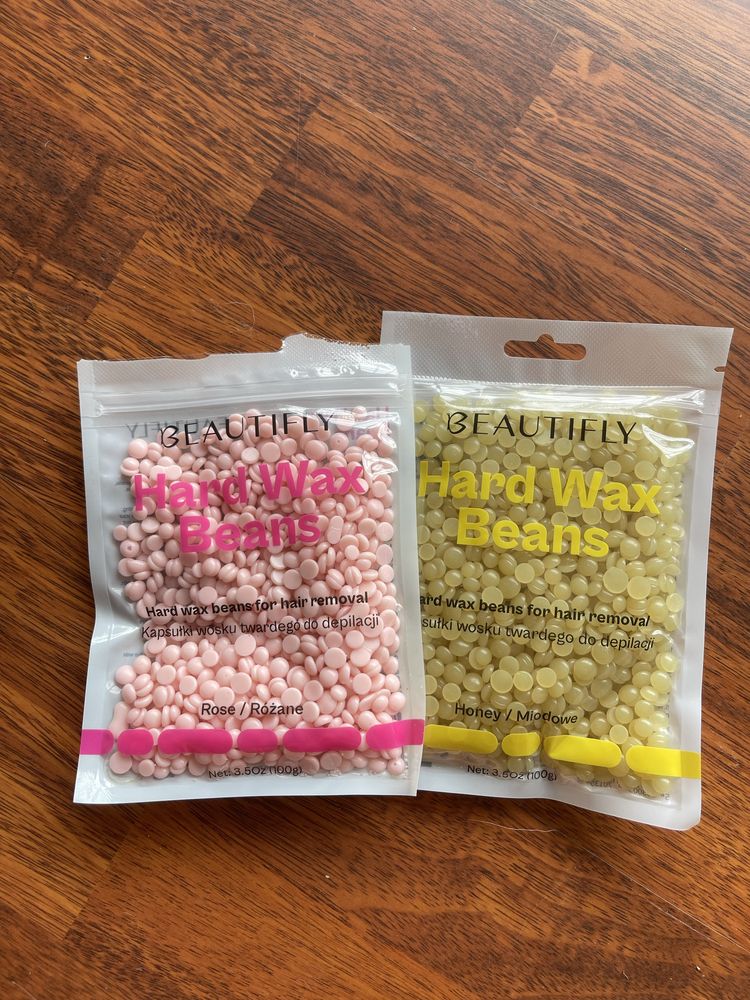 BEAUTIFLY
Hard Wax
Beans
Hard wax beans for hair removal
Kapsułki wosku twardego do depilacji
Rose / Różane
Net: 3.5Oz (100g)
BEAUTIFLY
Hard Wax
Beans
wax beans for hair removal
twardego do depilacji
wosku
Honey / Miodowe
Net: 3.5Oz (100g)